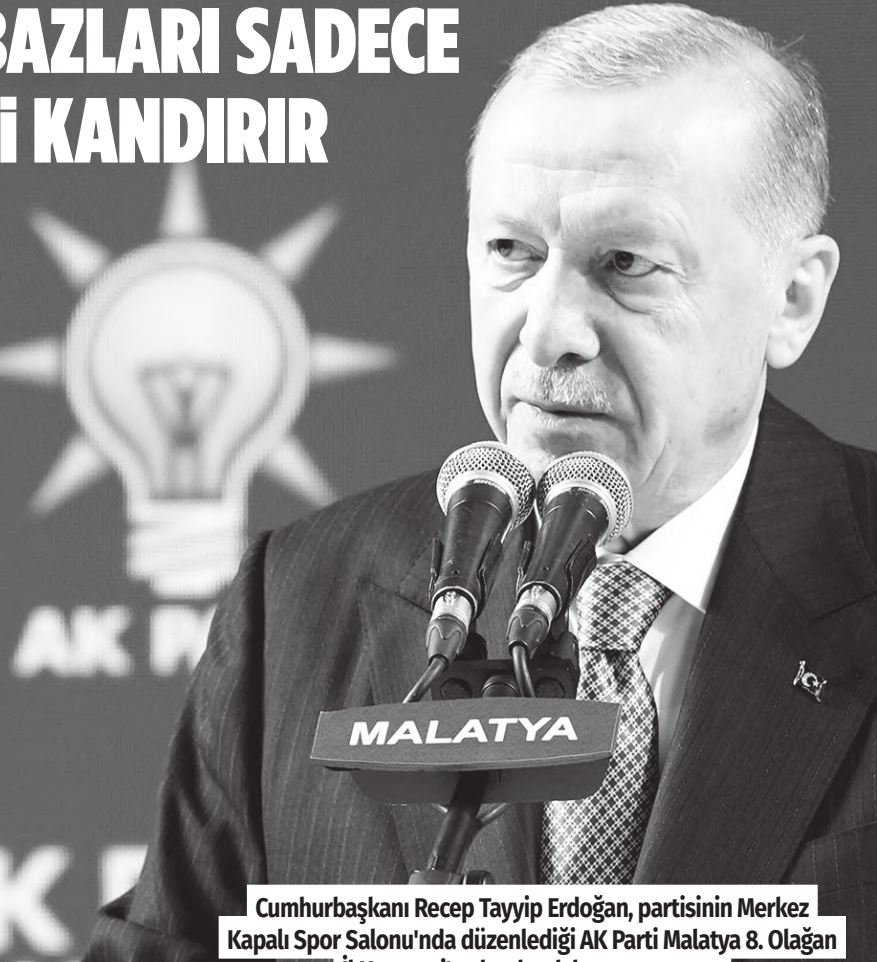 SADECE
KANDIRIR
AK
MALATYA
Cumhurbaşkanı Recep Tayyip Erdoğan, partisinin Merkez
Kapalı Spor Salonu'nda düzenlediği AK Parti Malatya 8. Olağan